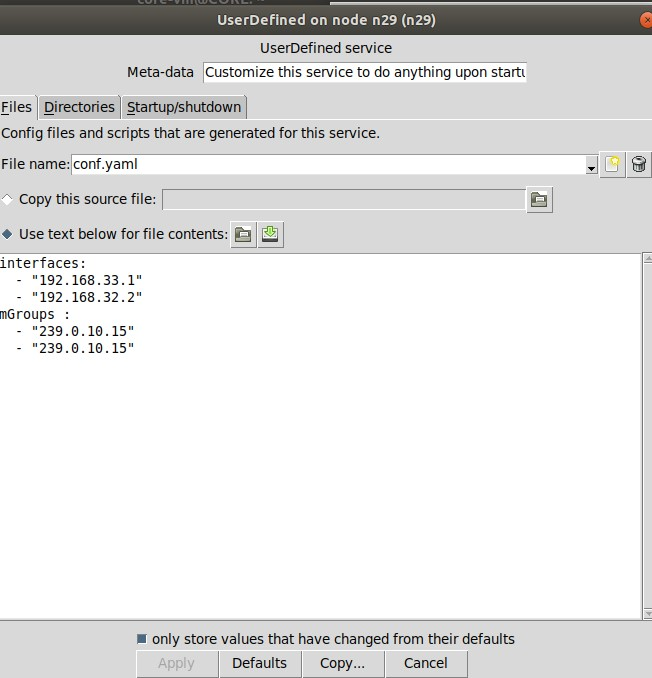 core-vm@CORE: ~
UserDefined on node n29 (n29)
UserDefined service
Meta-data Customize this service to do anything upon startu
Files Directories Startup/shutdown
Config files and scripts that are generated for this service.
File name: conf.yaml
Copy this source file:
Use text below for file contents:
interfaces:
  - "192.168.33.1"
  - "192.168.32.2"
mGroups :
  - "239.0.10.15"
  - "239.0.10.15"
only store values that have changed from their defaults
Apply Defaults Copy... Cancel